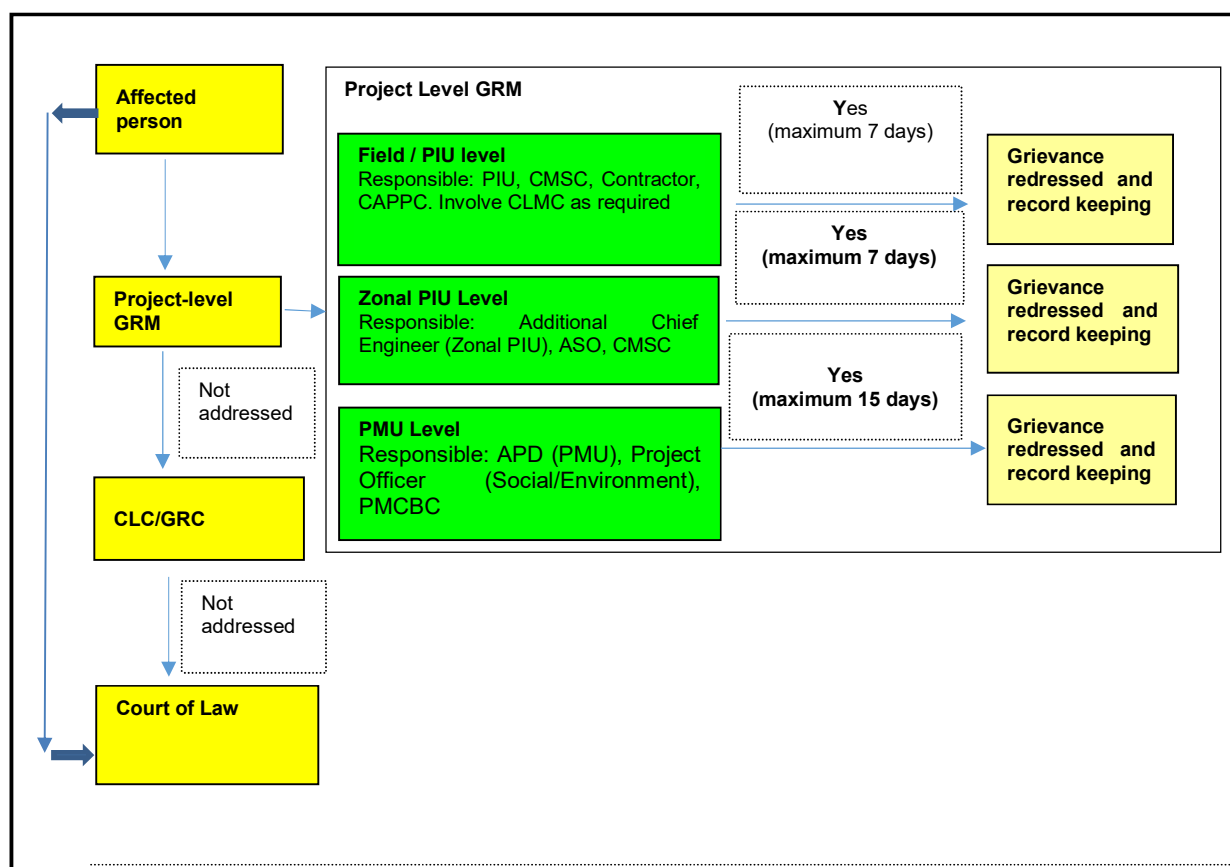 Affected
person
Project Level GRM
Yes
(maximum 7 days)
Field / PIU level
Responsible: PIU, CMSC, Contractor,
CAPPC. Involve CLMC as required
Grievance
redressed and
record keeping
Yes
(maximum 7 days)
Project-level
GRM
Zonal PIU Level
Responsible: Additional Chief
Engineer (Zonal PIU), ASO, CMSC
Grievance
redressed and
record keeping
Not
addressed
Yes
(maximum 15 days)
PMU Level
Responsible: APD (PMU), Project
Officer (Social/Environment),
PMCBC
Grievance
redressed and
record keeping
CLC/GRC
Not
addressed
Court of Law